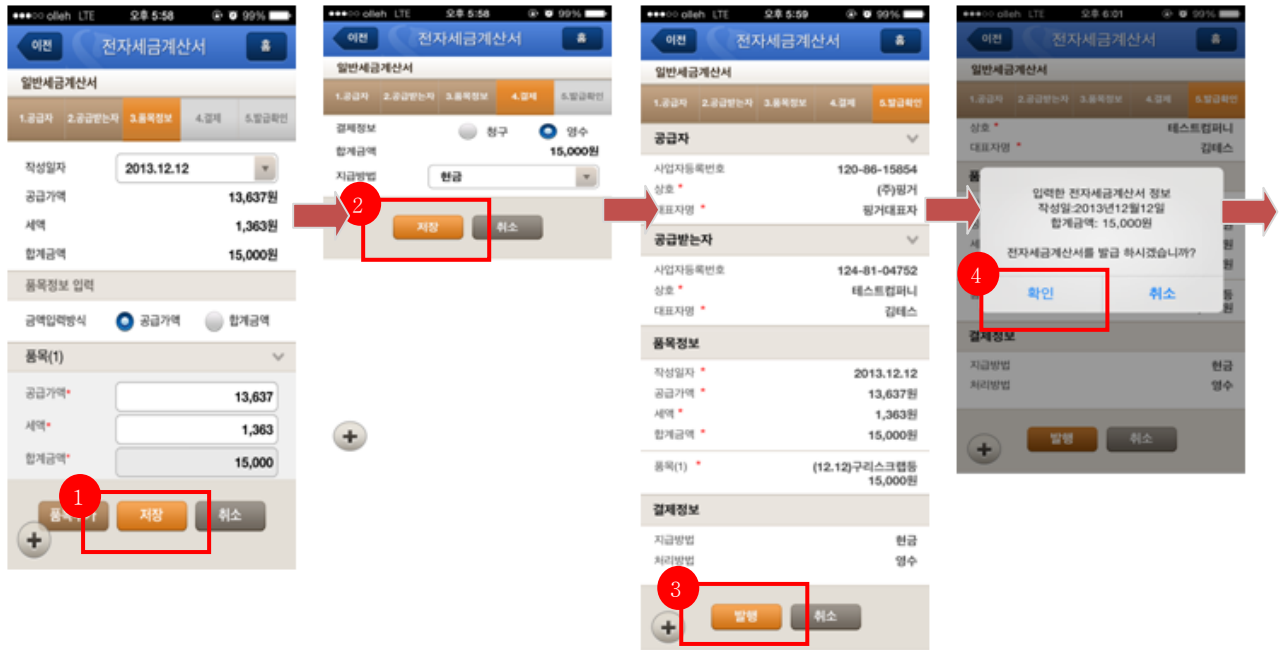 olleh LTE 오후 5:58 99%
이전 전자세금계산서 홈
일반세금계산서
1.공급자 2.공급받는자 3.품목정보 4.결제 5.발급확인
작성일자 2013.12.12
공급가액 13,637원
세액 1,363원
합계금액 15,000원
품목정보 입력
금액입력방식 공급가액 합계금액
품목(1)
공급가액* 13,637
세액* 1,363
합계금액* 15,000
1
저장 취소
+
olleh LTE 오후 5:58 99%
이전 전자세금계산서 홈
일반세금계산서
1.공급자 2.공급받는자 3.품목정보 4.결제 5.발급확인
결제정보 청구 영수
합계금액 15,000원
지급방법 현금
2
저장 취소
+
olleh LTE 오후 5:59 99%
이전 전자세금계산서 홈
일반세금계산서
1.공급자 2.공급받는자 3.품목정보 4.결제 5.발급확인
공급자
사업자등록번호 120-86-15854
상호 * (주)핑거
대표자명 * 핑거대표자
공급받는자
사업자등록번호 124-81-04752
상호 * 테스트컴퍼니
대표자명 * 김테스
품목정보
작성일자 * 2013.12.12
공급가액 * 13,637원
세액 * 1,363원
합계금액 * 15,000원
품목(1) * (12.12)구리스크랩등
15,000원
결제정보
지급방법 현금
처리방법 영수
3
발행 취소
+
olleh LTE 오후 6:01 99%
이전 전자세금계산서 홈
일반세금계산서
1.공급자 2.공급받는자 3.품목정보 4.결제 5.발급확인
상호 * 테스트컴퍼니
대표자명 * 김테스
입력한 전자세금계산서 정보
작성일:2013년12월12일
합계금액: 15,000원
전자세금계산서를 발급 하시겠습니까?
4
확인 취소
결제정보
지급방법 현금
처리방법 영수
발행 취소
+